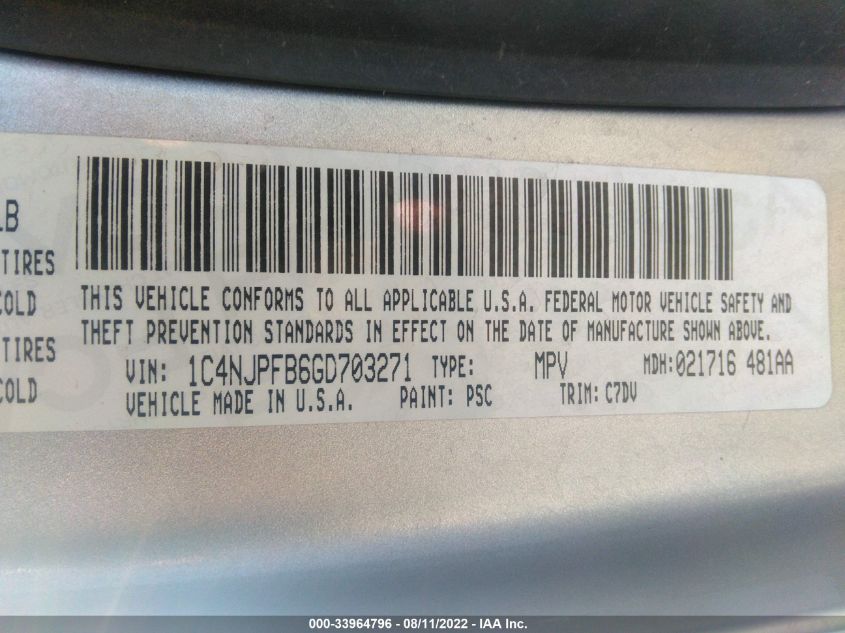 LB
TIRES
COLD
TIRES
COLD
THIS VEHICLE CONFORMS TO ALL APPLICABLE U.S.A. FEDERAL MOTOR VEHICLE SAFETY AND
THEFT PREVENTION STANDARDS IN EFFECT ON THE DATE OF MANUFACTURE SHOWN ABOVE.
VIN: 1C4NJPFB6GD703271 TYPE: MPV MDH:021716 481AA
VEHICLE MADE IN U.S.A. PAINT: PSC TRIM: C7DV
000-33964796 - 08/11/2022 - IAA Inc.